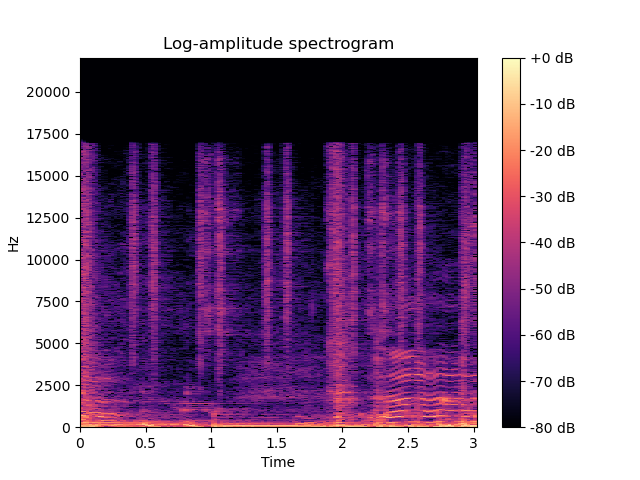 Log-amplitude spectrogram
Hz
20000
17500
15000
12500
10000
7500
5000
2500
0
0 0.5 1 1.5 2 2.5 3
Time
+0 dB
-10 dB
-20 dB
-30 dB
-40 dB
-50 dB
-60 dB
-70 dB
-80 dB